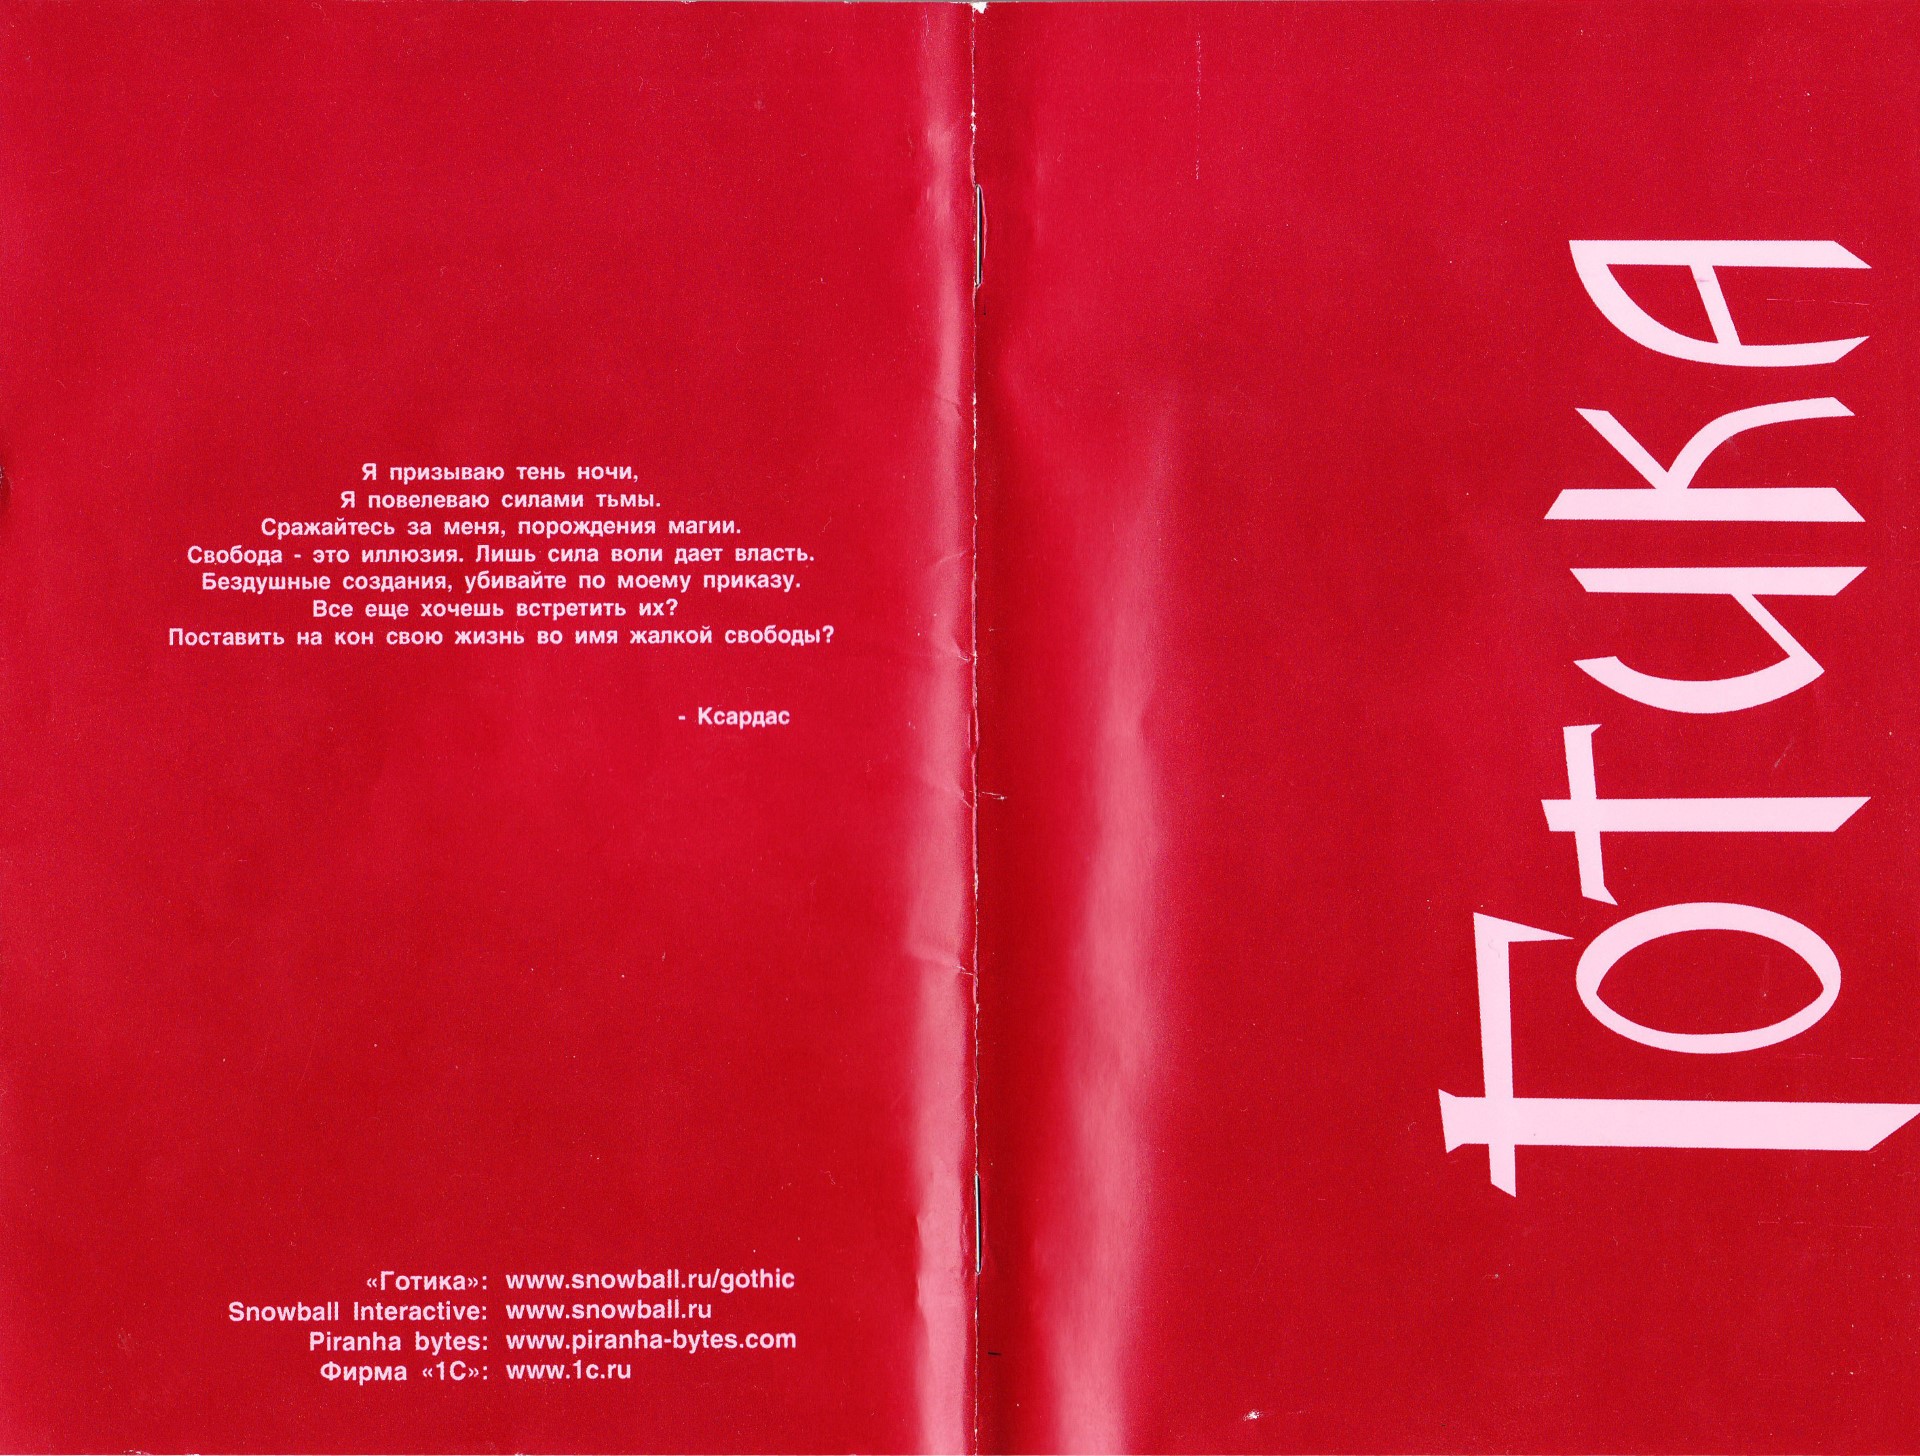 Я призываю тень ночи,
Я повелеваю силами тьмы.
Сражайтесь за меня, порождения магии.
Свобода - это иллюзия. Лишь сила воли дает власть.
Бездушные создания, убивайте по моему приказу.
Все еще хочешь встретить их?
Поставить на кон свою жизнь во имя жалкой свободы?
- Ксардас
«Готика»: www.snowball.ru/gothic
Snowball Interactive: www.snowball.ru
Piranha bytes: www.piranha-bytes.com
Фирма «1С»: www.1c.ru
Готика